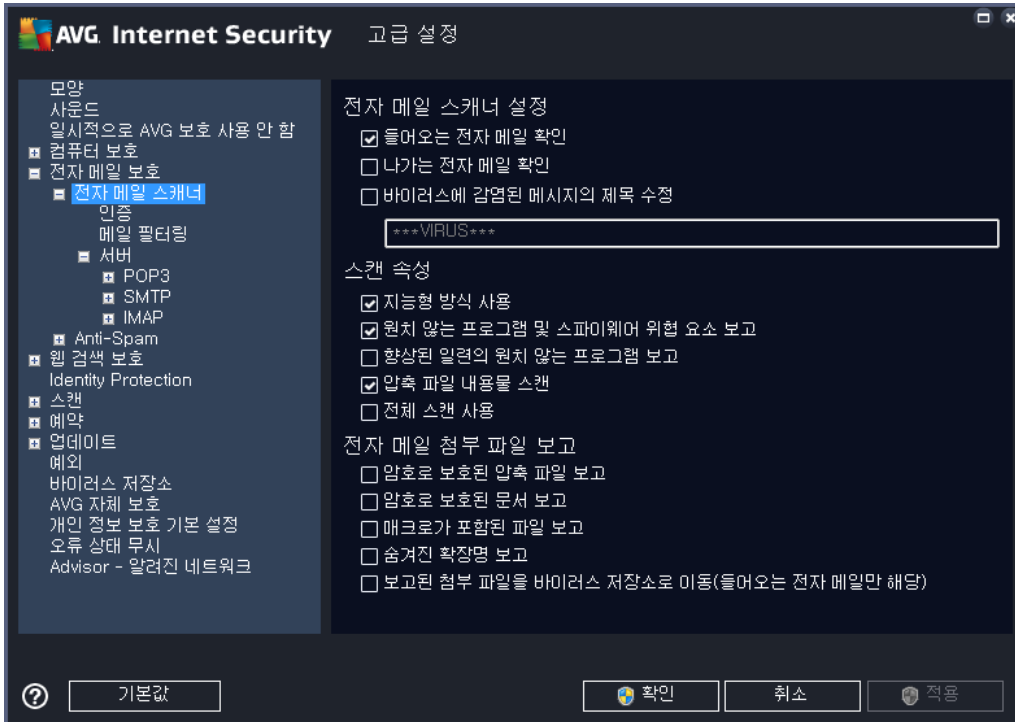 AVG. Internet Security 고급 설정
모양
사운드
일시적으로 AVG 보호 사용 안 함
컴퓨터 보호
전자 메일 보호
전자 메일 스캐너
인증
메일 필터링
서버
POP3
SMTP
IMAP
Anti-Spam
웹 검색 보호
Identity Protection
스캔
예약
업데이트
예외
바이러스 저장소
AVG 자체 보호
개인 정보 보호 기본 설정
오류 상태 무시
Advisor - 알려진 네트워크
전자 메일 스캐너 설정
들어오는 전자 메일 확인
나가는 전자 메일 확인
바이러스에 감염된 메시지의 제목 수정
***VIRUS***
스캔 속성
지능형 방식 사용
원치 않는 프로그램 및 스파이웨어 위협 요소 보고
향상된 일련의 원치 않는 프로그램 보고
압축 파일 내용물 스캔
전체 스캔 사용
전자 메일 첨부 파일 보고
암호로 보호된 압축 파일 보고
암호로 보호된 문서 보고
매크로가 포함된 파일 보고
숨겨진 확장명 보고
보고된 첨부 파일을 바이러스 저장소로 이동(들어오는 전자 메일만 해당)
기본값
확인
취소
적용